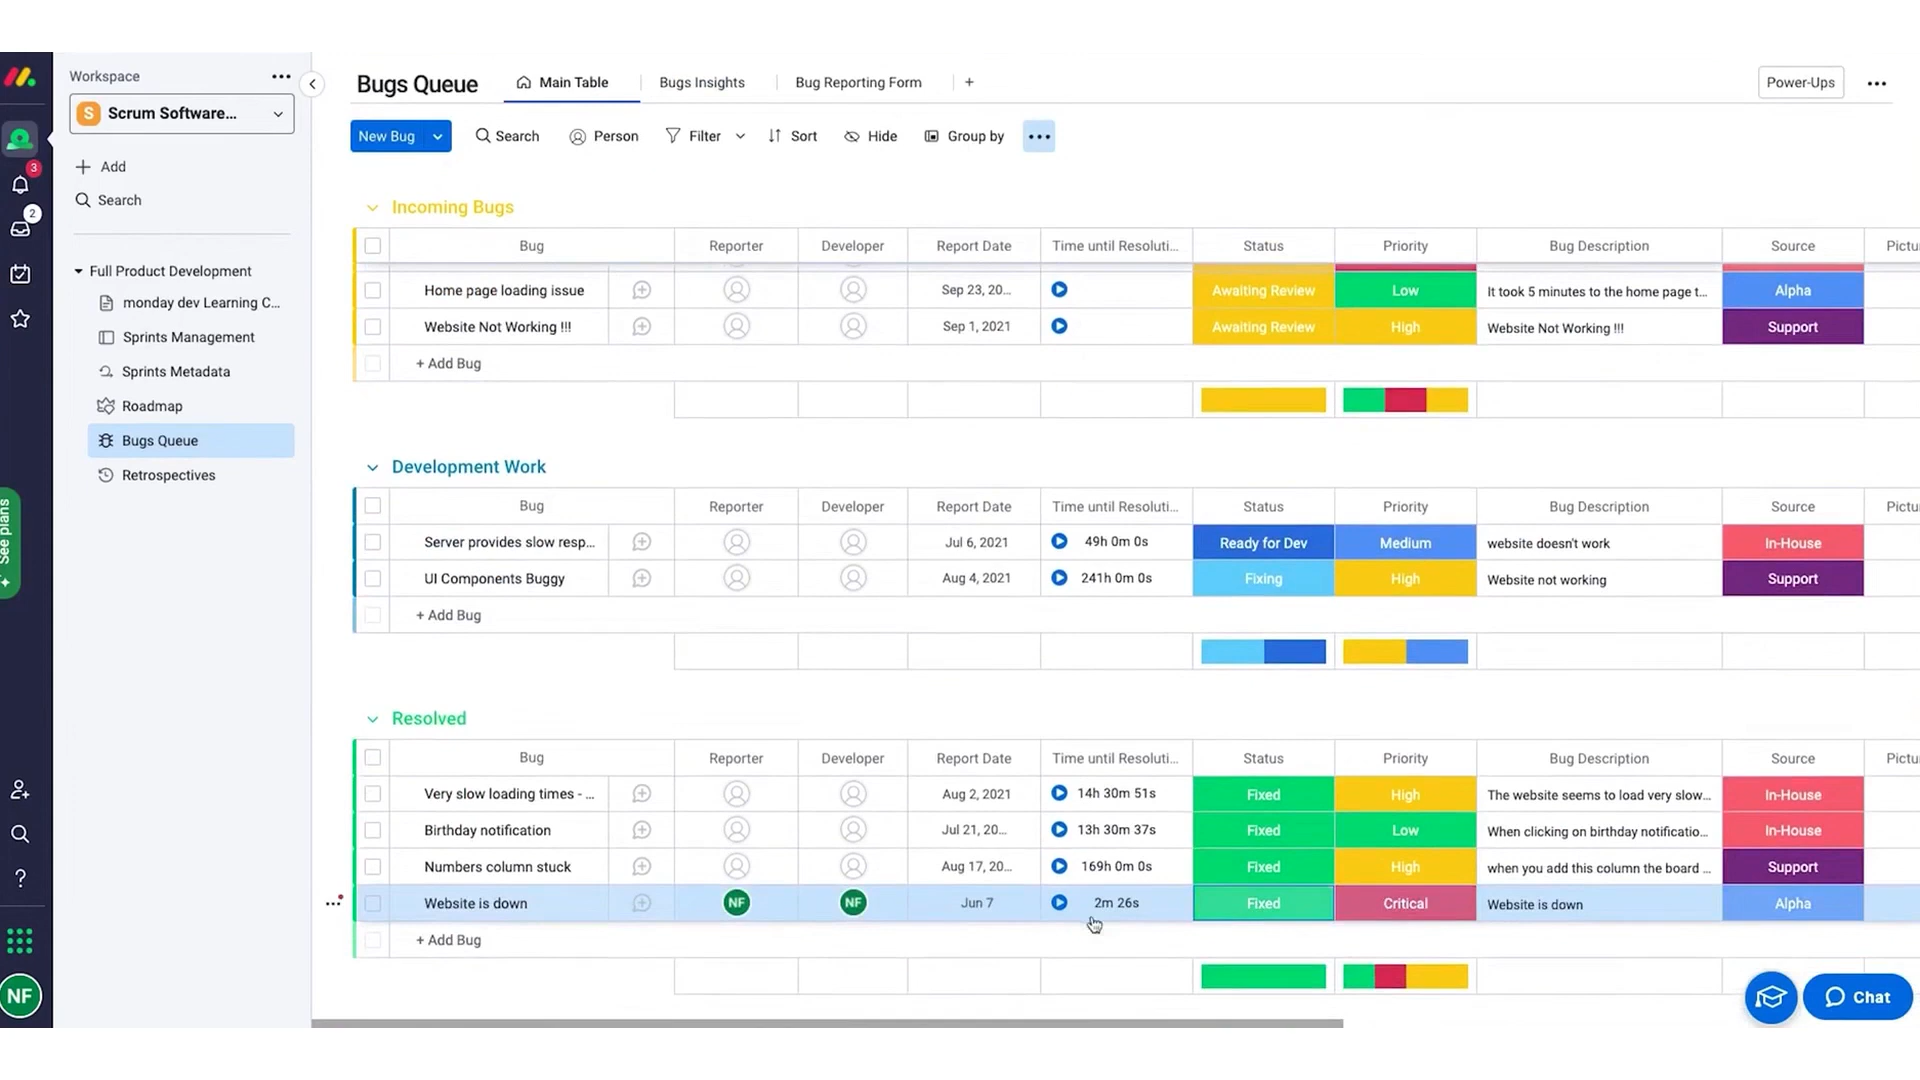 Workspace
S Scrum Software...
Add
Search
3
2
Full Product Development
monday dev Learning C...
Sprints Management
Sprints Metadata
Roadmap
Bugs Queue
Retrospectives
See plans
NF
Bugs Queue
Main Table
Bugs Insights
Bug Reporting Form
+
Power-Ups
New Bug
Search
Person
Filter
Sort
Hide
Group by
Incoming Bugs
Bug Reporter Developer Report Date Time until Resoluti... Status Priority Bug Description Source Pictu
Home page loading issue Sep 23, 20... Awaiting Review Low It took 5 minutes to the home page t... Alpha
Website Not Working !!! Sep 1, 2021 Awaiting Review High Website Not Working !!! Support
+ Add Bug
Development Work
Bug Reporter Developer Report Date Time until Resoluti... Status Priority Bug Description Source Pictu
Server provides slow resp... Jul 6, 2021 49h 0m 0s Ready for Dev Medium website doesn't work In-House
UI Components Buggy Aug 4, 2021 241h 0m 0s Fixing High Website not working Support
+ Add Bug
Resolved
Bug Reporter Developer Report Date Time until Resoluti... Status Priority Bug Description Source Pictu
Very slow loading times - ... Aug 2, 2021 14h 30m 51s Fixed High The website seems to load very slow... In-House
Birthday notification Jul 21, 20... 13h 30m 37s Fixed Low When clicking on birthday notificatio... In-House
Numbers column stuck Aug 17, 20... 169h 0m 0s Fixed High when you add this column the board ... Support
Website is down NF NF Jun 7 2m 26s Fixed Critical Website is down Alpha
+ Add Bug
Chat